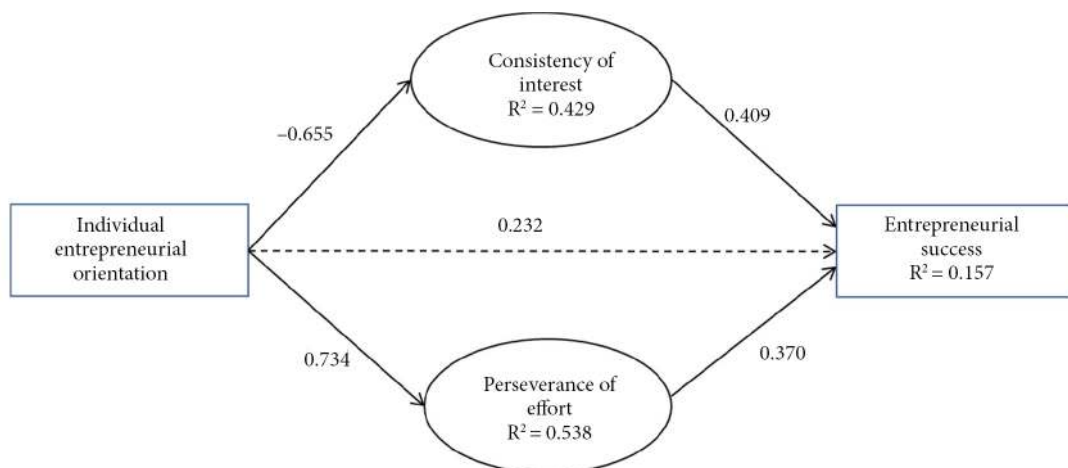 Consistency of
interest
R² = 0.429
–0.655
0.409
Individual
entrepreneurial
orientation
0.232
Entrepreneurial
success
R² = 0.157
0.734
0.370
Perseverance of
effort
R² = 0.538